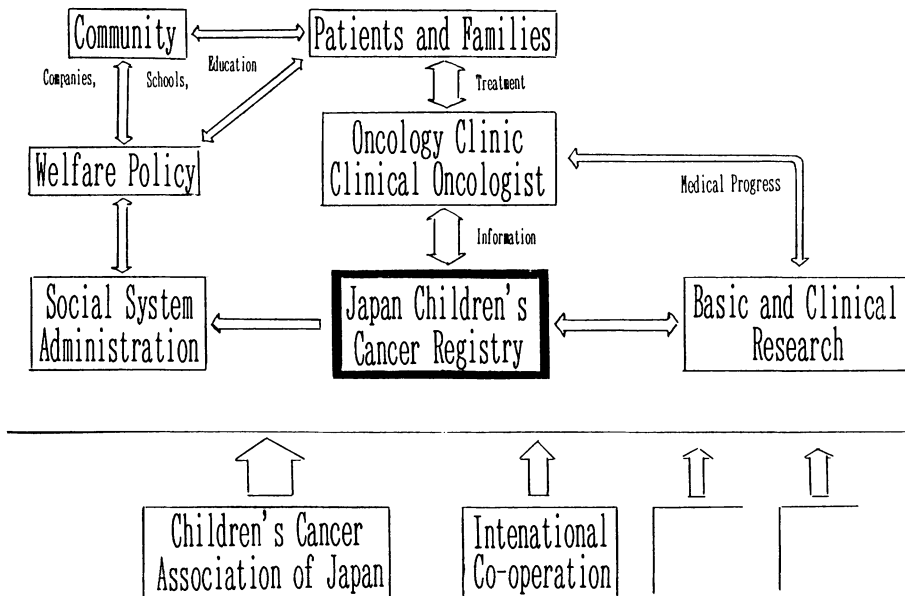 Community
Patients and Families
Companies,
Schools,
Education
Treatment
Welfare Policy
Oncology Clinic
Clinical Oncologist
Medical Progress
Information
Social System
Administration
Japan Children's
Cancer Registry
Basic and Clinical
Research
Children's Cancer
Association of Japan
Intenational
Co-operation